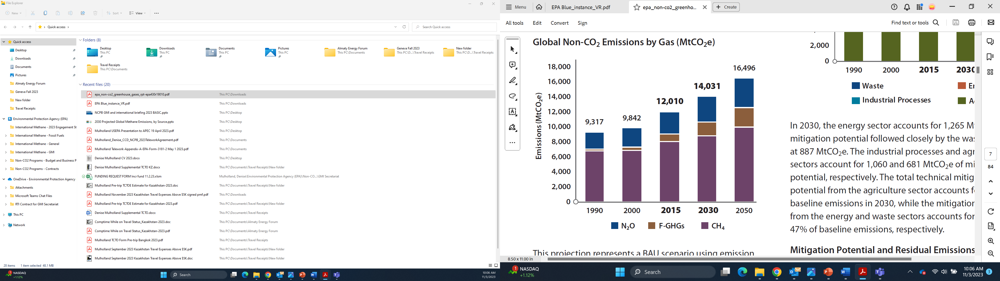 File Explorer
New
Sort
View
Quick access
Search Quick access
Quick access
Desktop
Downloads
Documents
Pictures
Almaty Energy Forum
Geneva Fall 2023
New folder
Travel Receipts
Environmental Protection Agency (EPA)
International Methane - 2023 Engagement St
International Methane - Fossil Fuels
International Methane - General
International Methane - GMI
Non-CO2 Programs - Budget and Business P
Non-CO2 Programs - Contracts
OneDrive - Environmental Protection Agency
Attachments
Microsoft Teams Chat Files
RTI Contract for GMI Secretariat
This PC
Network
Folders (8)
Desktop
This PC
Downloads
This PC
Documents
This PC
Pictures
This PC
Almaty Energy Forum
This PC\Documents
Geneva Fall 2023
This PC\D...\Travel Receipts
New folder
This PC\D...\Travel Receipts
Travel Receipts
This PC\Documents
Recent files (20)
epa_non-co2_greenhouse_gases_rpt-epa430r19010.pdf This PC\Downloads
EPA Blue_instance_VR.pdf This PC\Downloads
NCPB GMI and international briefing 2023 BASIC.pptx This PC\Desktop
2030 Projected Global Methane Emissions, by Source.pptx This PC\Desktop
Mulholland USEPA Presentation to APEC 19 April 2023.pdf This PC\Desktop
Mulholland_Denise_CCD_NCPB_2023TeleworkAgreement.pdf This PC\Documents
Mulholland Telework-Appendix-A-EPA-Form-3181-2 May 1 2023.pdf This PC\Documents
Denise Mulholland CV 2023.docx This PC\Desktop
Denise Mulholland Supplemental TCTO KZ.docx This PC\Documents\Travel Receipts\New folder
FUNDING REQUEST FORM Incr fund 11.2.23.xlsm Mulholland, Denise\Environmental Protection Agency (EPA)\Non-CO...\GMI Secretariat
Mulholland Pre-trip TCTOE Estimate for Kazakhstan-2023.doc This PC\Documents\Travel Receipts\New folder
Mulholland November 2023 Kazakhstan Travel Expenses Above $5K signed pmf.pdf This PC\Downloads
Mulholland Pre-trip TCTOE Estimate for Kazakhstan-2023.pdf This PC\Documents\Travel Receipts\New folder
Denise Mulholland Supplemental TCTO.docx This PC\Documents\Travel Receipts
Comptime While on Travel Status_Kazakhstan-2023.doc This PC\Documents\Almaty Energy Forum
Comptime While on Travel Status_Kazakhstan-2023.pdf This PC\Documents\Almaty Energy Forum
Mulholland TCTO Form Pre-trip Bangkok 2023.pdf This PC\Documents\Travel Receipts
Mulholland September 2023 Kazakhstan Travel Expenses Above $5K.pdf This PC\Documents\Travel Receipts\New folder
Mulholland September 2023 Kazakhstan Travel Expenses Above $5K.doc This PC\Documents\Travel Receipts\New folder
28 items 1 item selected 48.1 MB
1
NASDAQ
+1.12%
Search
10:06 AM
11/3/2023
Menu
EPA Blue_instance_VR.pdf
epa_non-co2_greenho...
Create
All tools
Edit
Convert
Sign
Find text or tools
Global Non-CO₂ Emissions by Gas (MtCO₂e)
Emissions (MtCO₂e)
18,000
16,000
14,000
12,000
10,000
8,000
6,000
4,000
2,000
0
9,317
9,842
12,010
14,031
16,496
1990
2000
2015
2030
2050
N₂O
F-GHGs
CH₄
This projection represents a BAU scenario using emission
2,000
0
1990
2000
2015
2030
Waste
Er
Industrial Processes
In 2030, the energy sector accounts for 1,265 M
mitigation potential followed closely by the wa
at 887 MtCO₂e. The industrial processes and agr
sectors account for 1,060 and 681 MtCO₂e of mi
potential, respectively. The total technical mitig
potential from the agriculture sector accounts f
baseline emissions in 2030, while the mitigation
from the energy and waste sectors accounts for
47% of baseline emissions, respectively.
Mitigation Potential and Residual Emissions
7
84
8.50 x 11.00 in
1
NASDAQ
+1.12%
Search
10:06 AM
11/3/2023
3